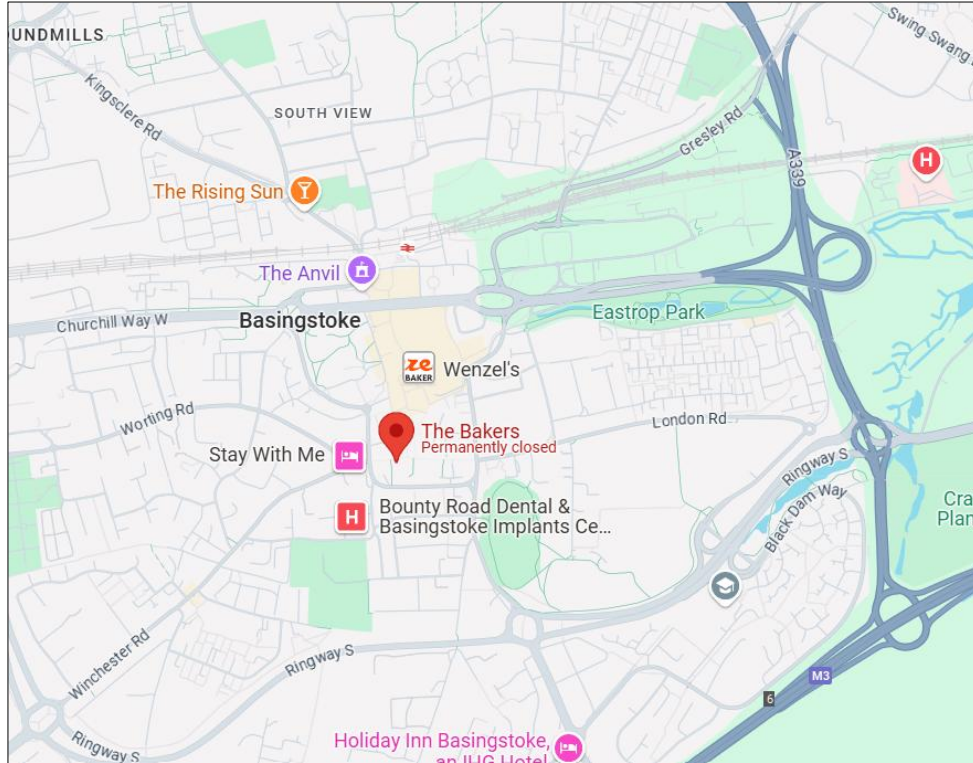 UNDMILLS
Swing Swang
Kingsclere Rd
SOUTH VIEW
Gresley Rd
A339
H
The Rising Sun
The Anvil
Eastrop Park
Churchill Way W
Basingstoke
ze
BAKER
Wenzel's
Worting Rd
London Rd
The Bakers
Permanently closed
Stay With Me
Ringway S
Black Dam Way
Cra
Plan
H
Bounty Road Dental &
Basingstoke Implants Ce...
Winchester Rd
Ringway S
M3
6
Ringway S
Holiday Inn Basingstoke,
an IHG Hotel